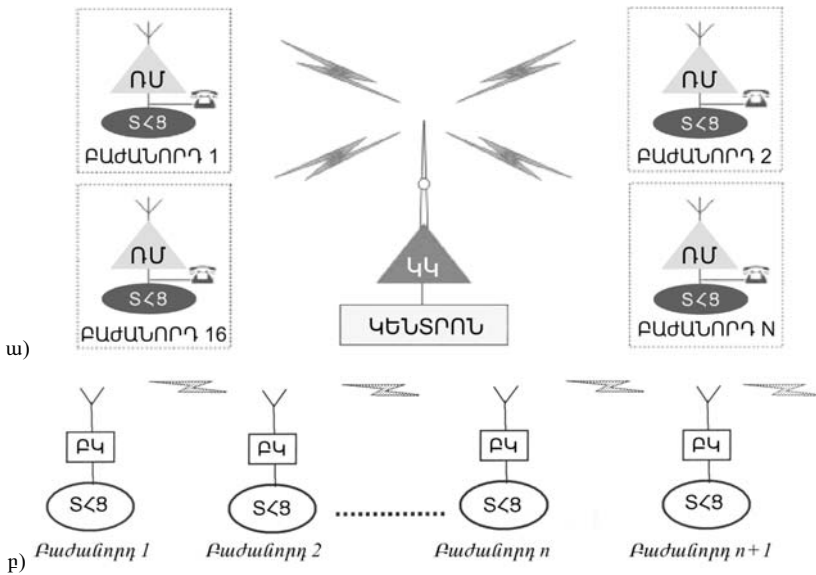 ՌՄ
ՏՀՑ
ԲԱԺԱՆՈՐԴ 1
ՌՄ
ՏՀՑ
ԲԱԺԱՆՈՐԴ 2
ՌՄ
ՏՀՑ
ԲԱԺԱՆՈՐԴ 16
ԿԿ
ԿԵՆՏՐՈՆ
ՌՄ
ՏՀՑ
ԲԱԺԱՆՈՐԴ N
ա)
ԲԿ ԲԿ ԲԿ ԲԿ
ՏՀՑ ՏՀՑ ՏՀՑ ՏՀՑ
Բաժանորդ 1 Բաժանորդ 2 Բաժանորդ n Բաժանորդ n+1
բ)